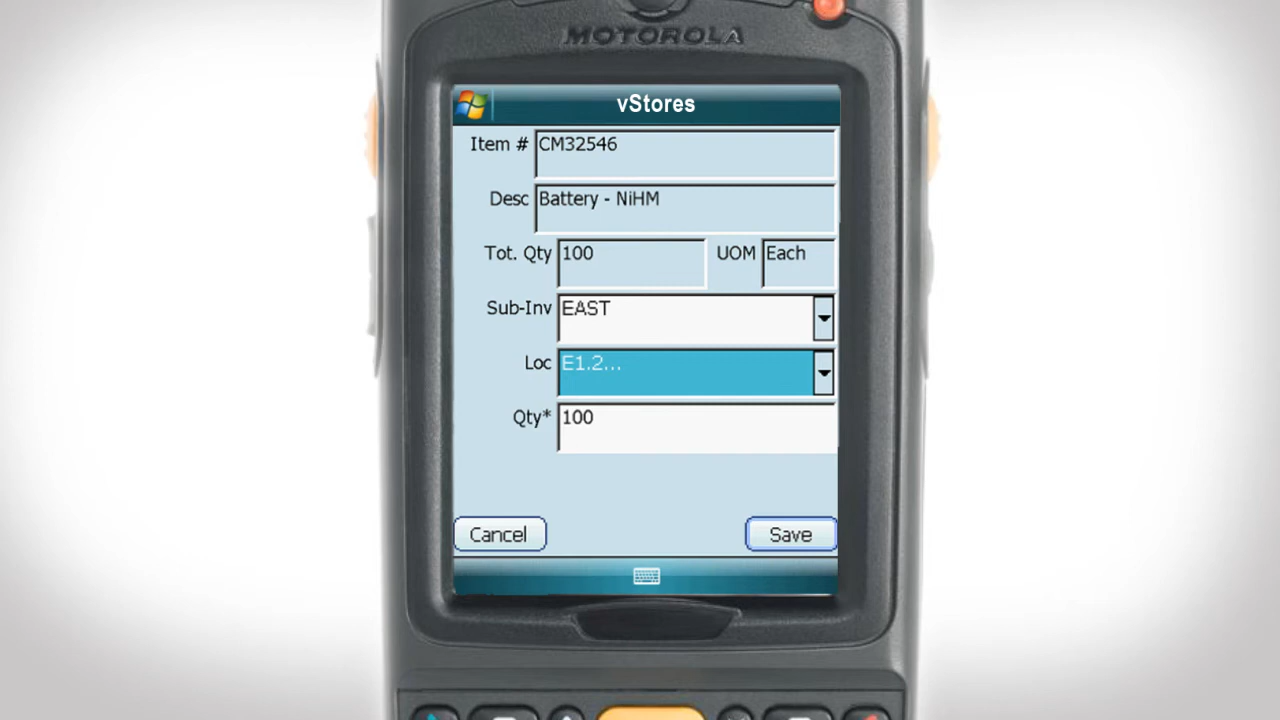 MOTOROLA
vStores
Item # CM32546
Desc Battery - NiHM
Tot. Qty 100 UOM Each
Sub-Inv EAST
Loc E1.2...
Qty* 100
Cancel Save